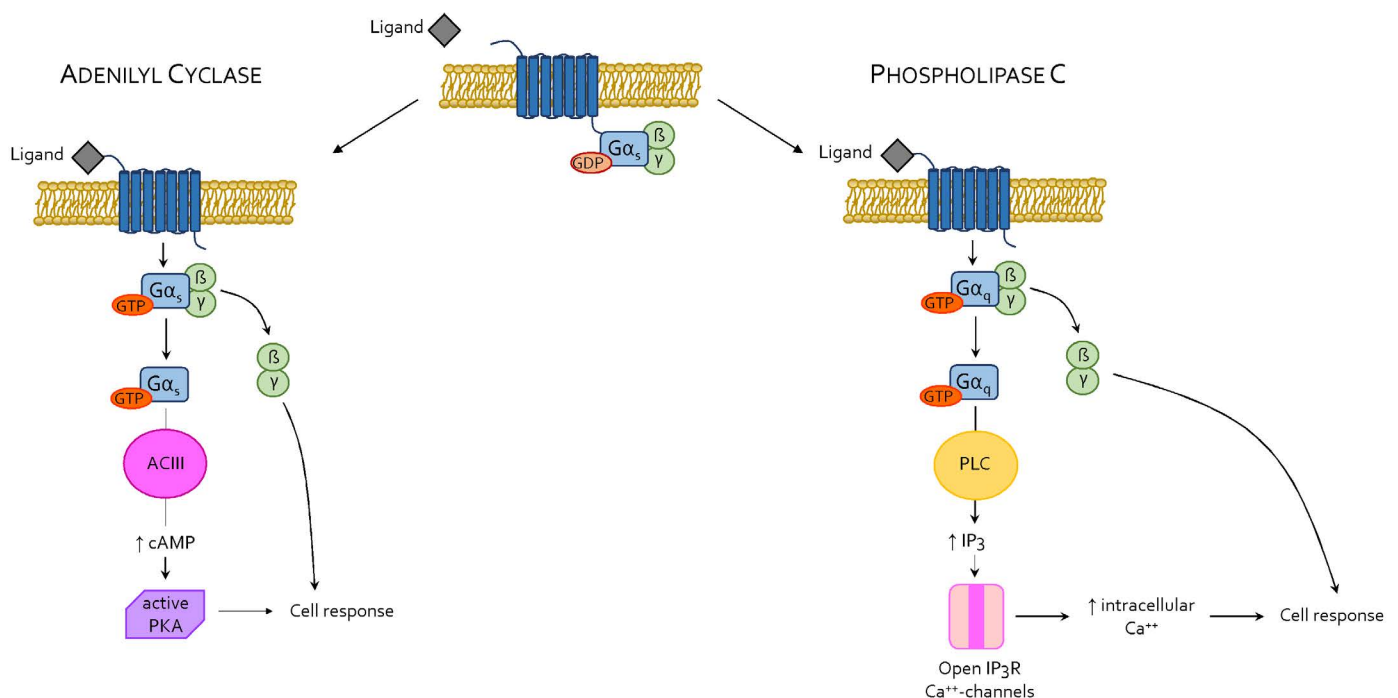 Ligand
Gαs
GDP
ß
γ
ADENILYL CYCLASE
Ligand
Gαs
GTP
ß
γ
ß
γ
Gαs
GTP
ACIII
↑ cAMP
active
PKA
Cell response
PHOSPHOLIPASE C
Ligand
Gαq
GTP
ß
γ
ß
γ
Gαq
GTP
PLC
↑ IP3
Open IP3R
Ca++-channels
↑ intracellular
Ca++
Cell response